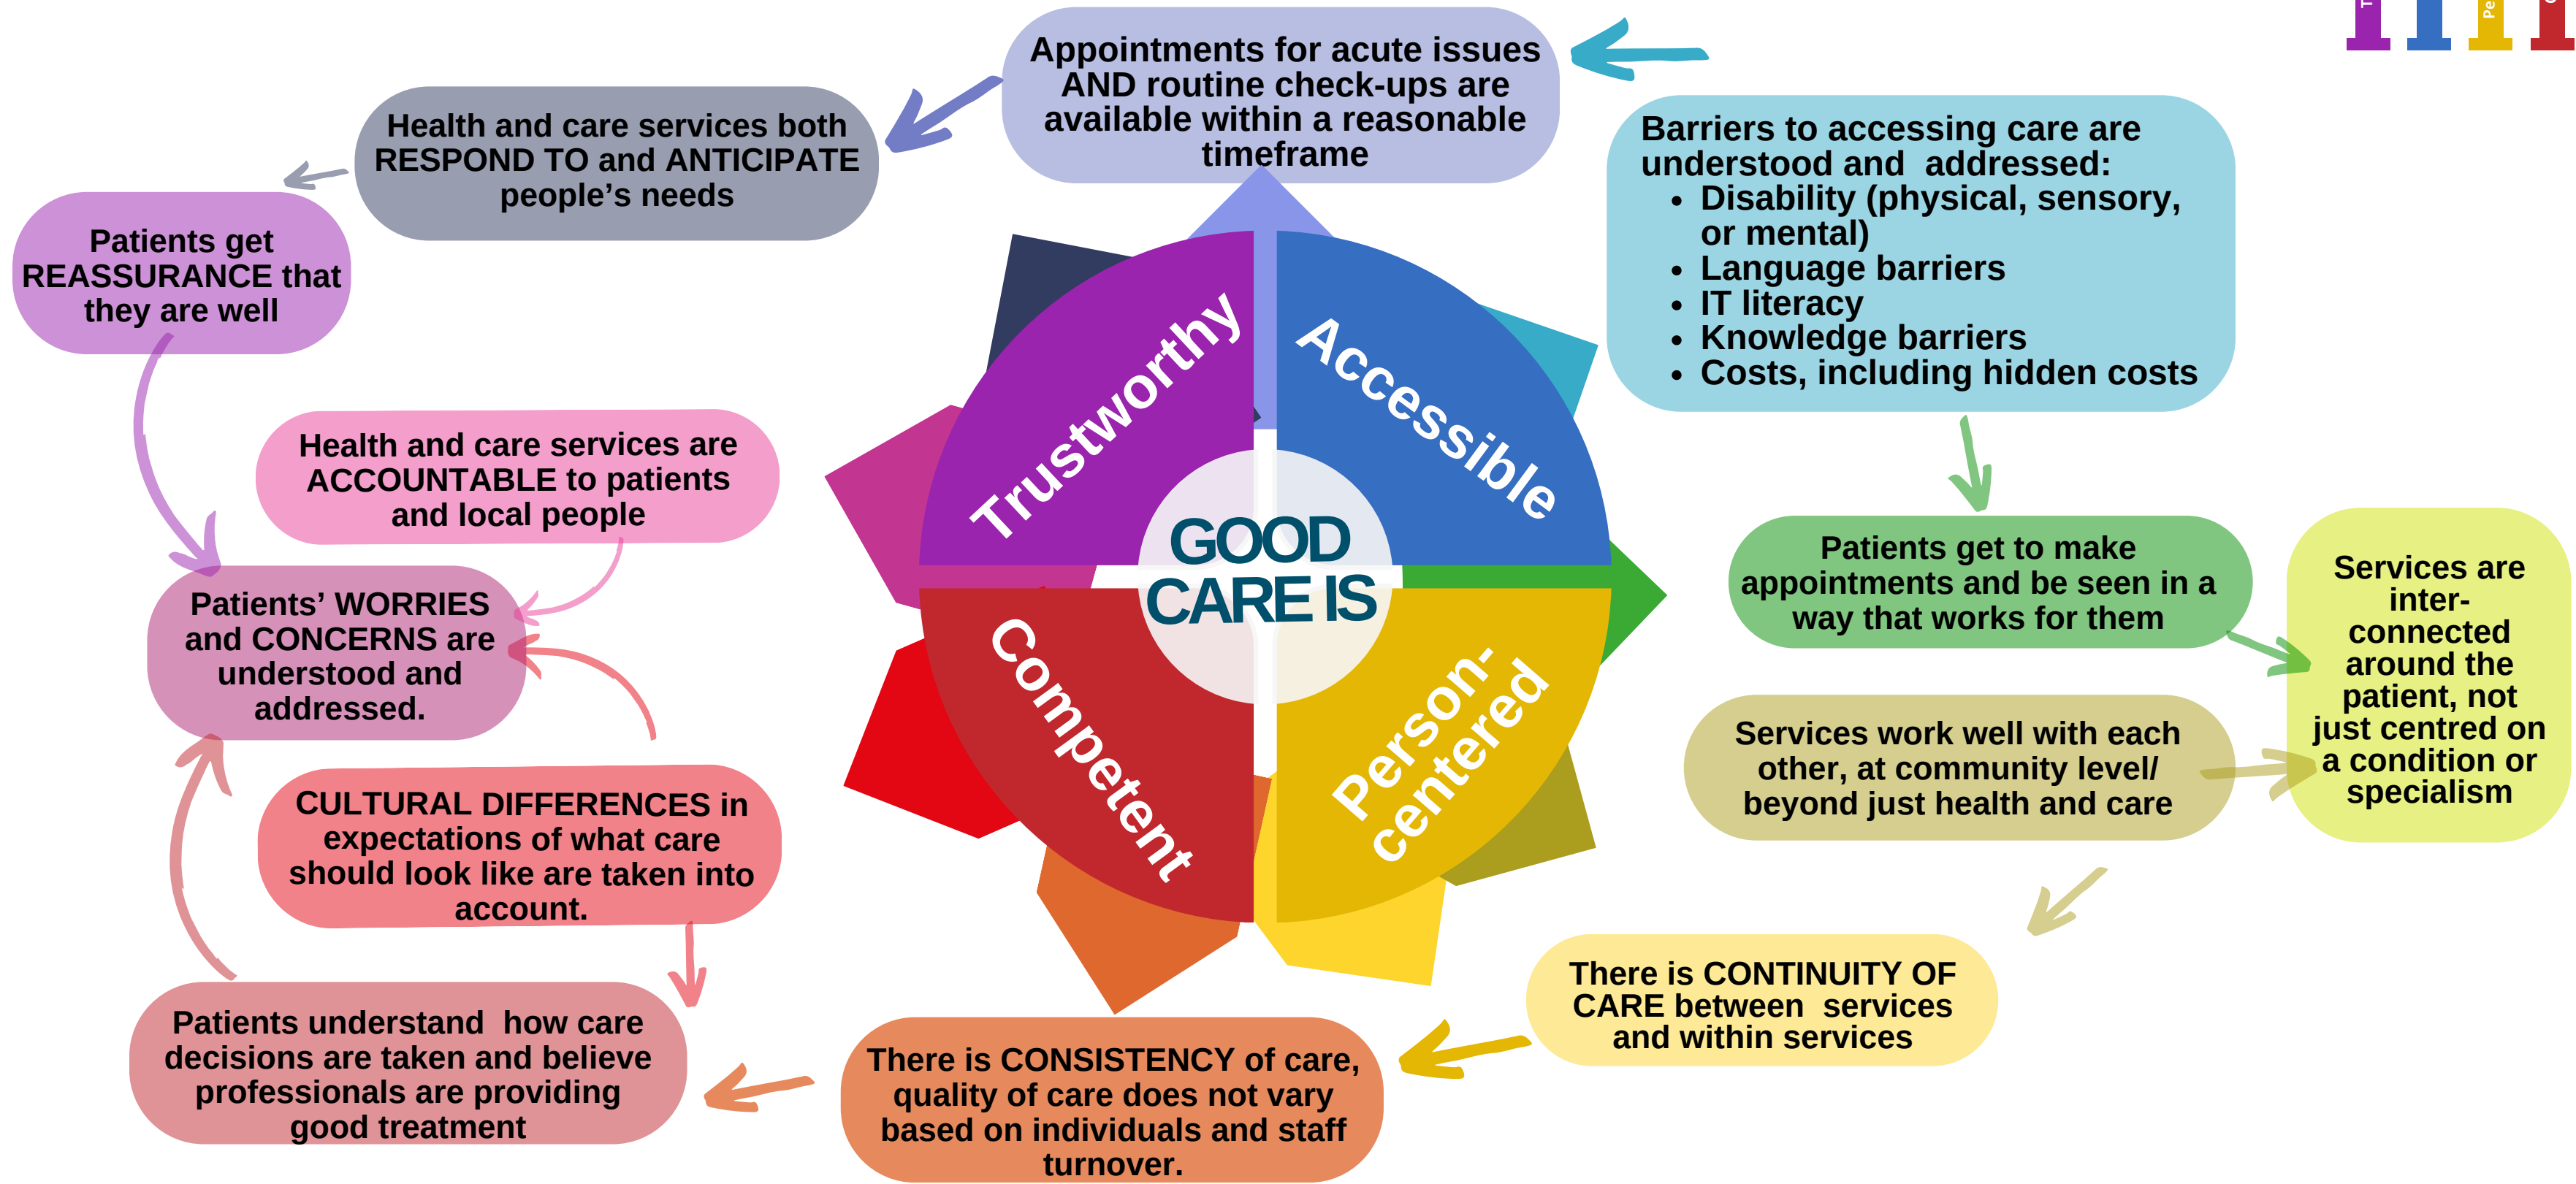 Appointments for acute issues
AND routine check-ups are
available within a reasonable
timeframe
Health and care services both
RESPOND TO and ANTICIPATE
people’s needs
Patients get
REASSURANCE that
they are well
Barriers to accessing care are
understood and  addressed:
• Disability (physical, sensory,
or mental)
• Language barriers
• IT literacy
• Knowledge barriers
• Costs, including hidden costs
Health and care services are
ACCOUNTABLE to patients
and local people
Trustworthy
Accessible
GOOD
CARE IS
Competent
Person-
centered
Patients’ WORRIES
and CONCERNS are
understood and
addressed.
Patients get to make
appointments and be seen in a
way that works for them
Services are
inter-
connected
around the
patient, not
just centred on
a condition or
specialism
Services work well with each
other, at community level/
beyond just health and care
CULTURAL DIFFERENCES in
expectations of what care
should look like are taken into
account.
There is CONTINUITY OF
CARE between  services
and within services
Patients understand  how care
decisions are taken and believe
professionals are providing
good treatment
There is CONSISTENCY of care,
quality of care does not vary
based on individuals and staff
turnover.